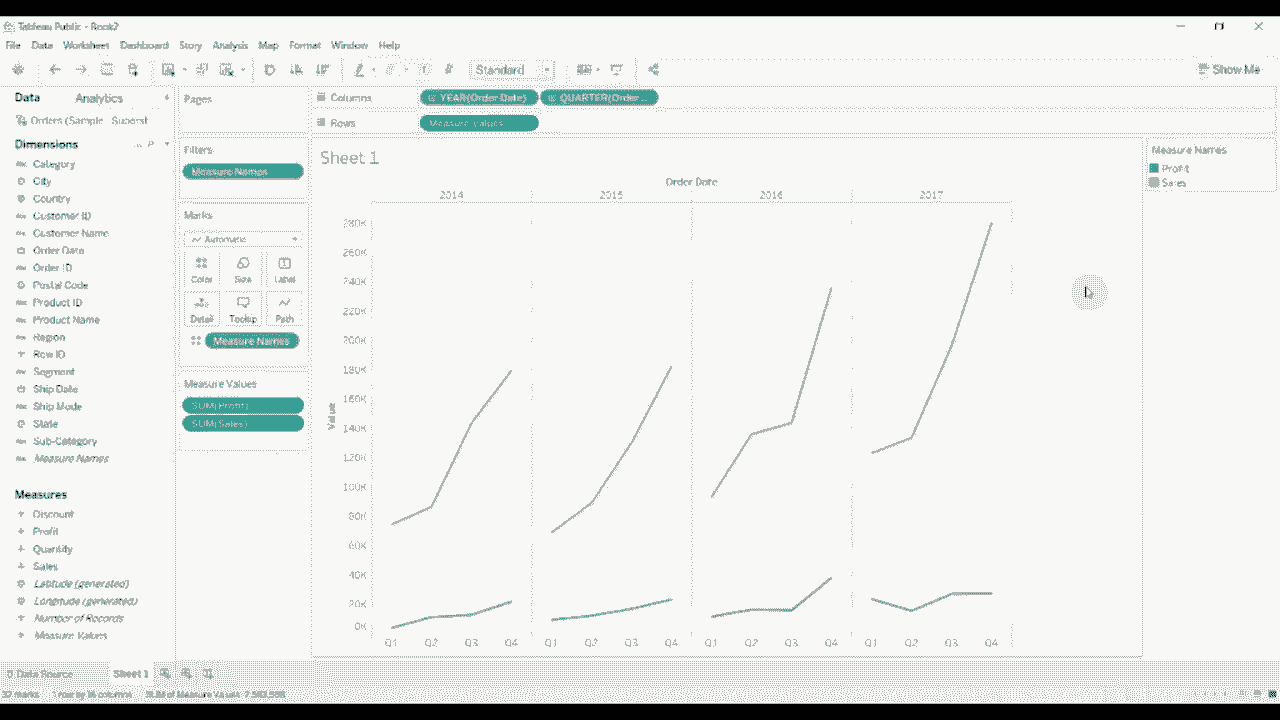 Tableau Public - Book2
File Data Worksheet Dashboard Story Analysis Map Format Window Help
Standard
Show Me
Data Analytics
Pages
Columns YEAR(Order Date) QUARTER(Order...
Orders (Sample - Superst
Rows Measure Values
Dimensions
Category
City
Country
Customer ID
Customer Name
Order Date
Order ID
Postal Code
Product ID
Product Name
Region
Row ID
Segment
Ship Date
Ship Mode
State
Sub-Category
Measure Names
Measures
Discount
Profit
Quantity
Sales
Latitude (generated)
Longitude (generated)
Number of Records
Measure Values
Filters
Measure Names
Marks
Automatic
Color Size Label
Detail Tooltip Path
Measure Names
Measure Values
SUM(Profit)
SUM(Sales)
Sheet 1
Order Date
2014 2015 2016 2017
280K
260K
240K
220K
200K
180K
160K
140K
120K
100K
80K
60K
40K
20K
0K
Value
Q1 Q2 Q3 Q4 Q1 Q2 Q3 Q4 Q1 Q2 Q3 Q4 Q1 Q2 Q3 Q4
Measure Names
Profit
Sales
Data Source Sheet 1
32 marks 1 row by 16 columns SUM of Measure Values: